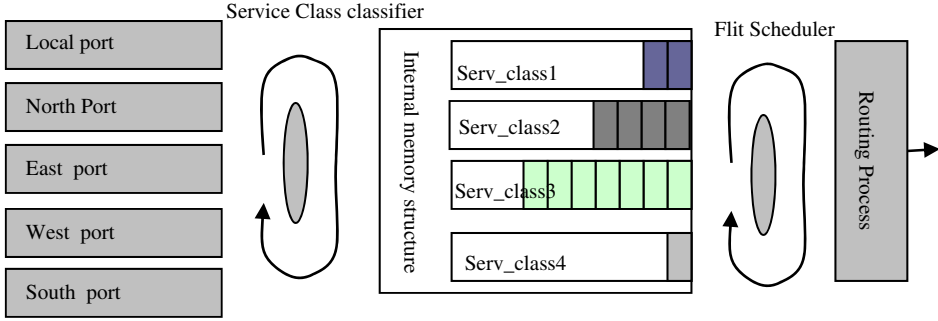 Service Class classifier
Flit Scheduler
Local port
North Port
East port
West port
South port
Internal memory structure
Serv_class1
Serv_class2
Serv_class3
Serv_class4
Routing Process